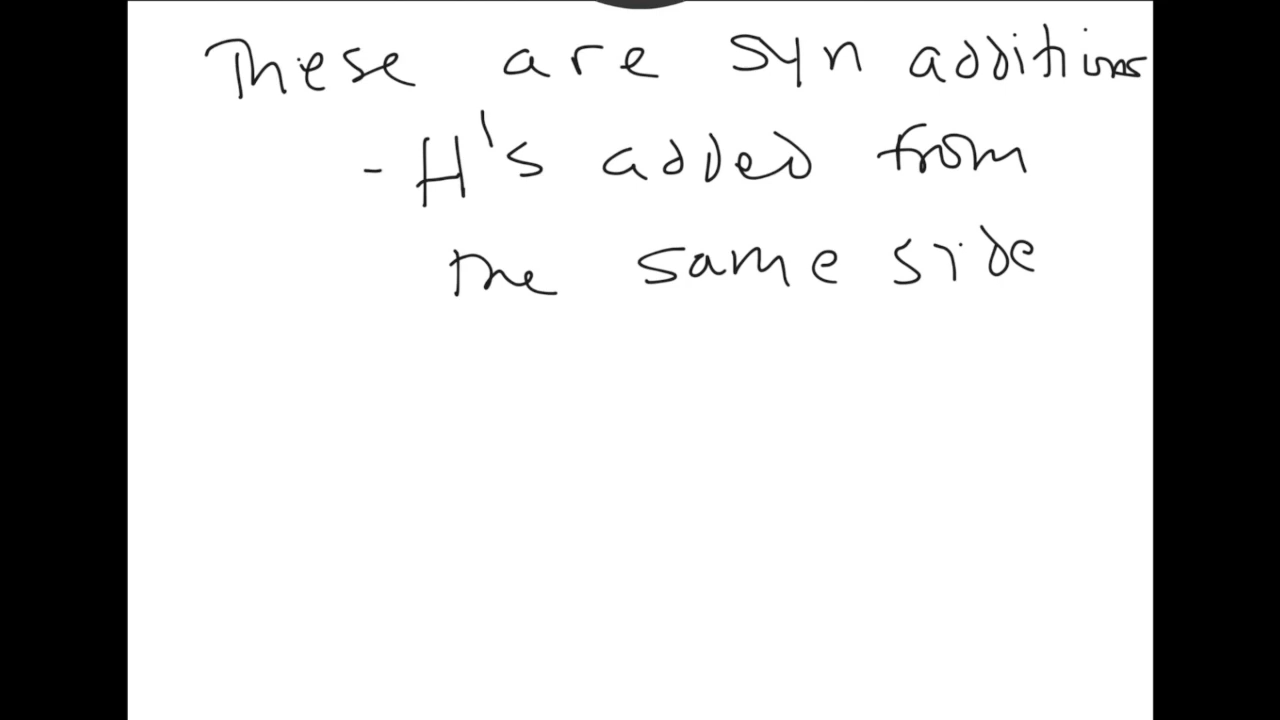 These are syn additions
- H's added from
the same side